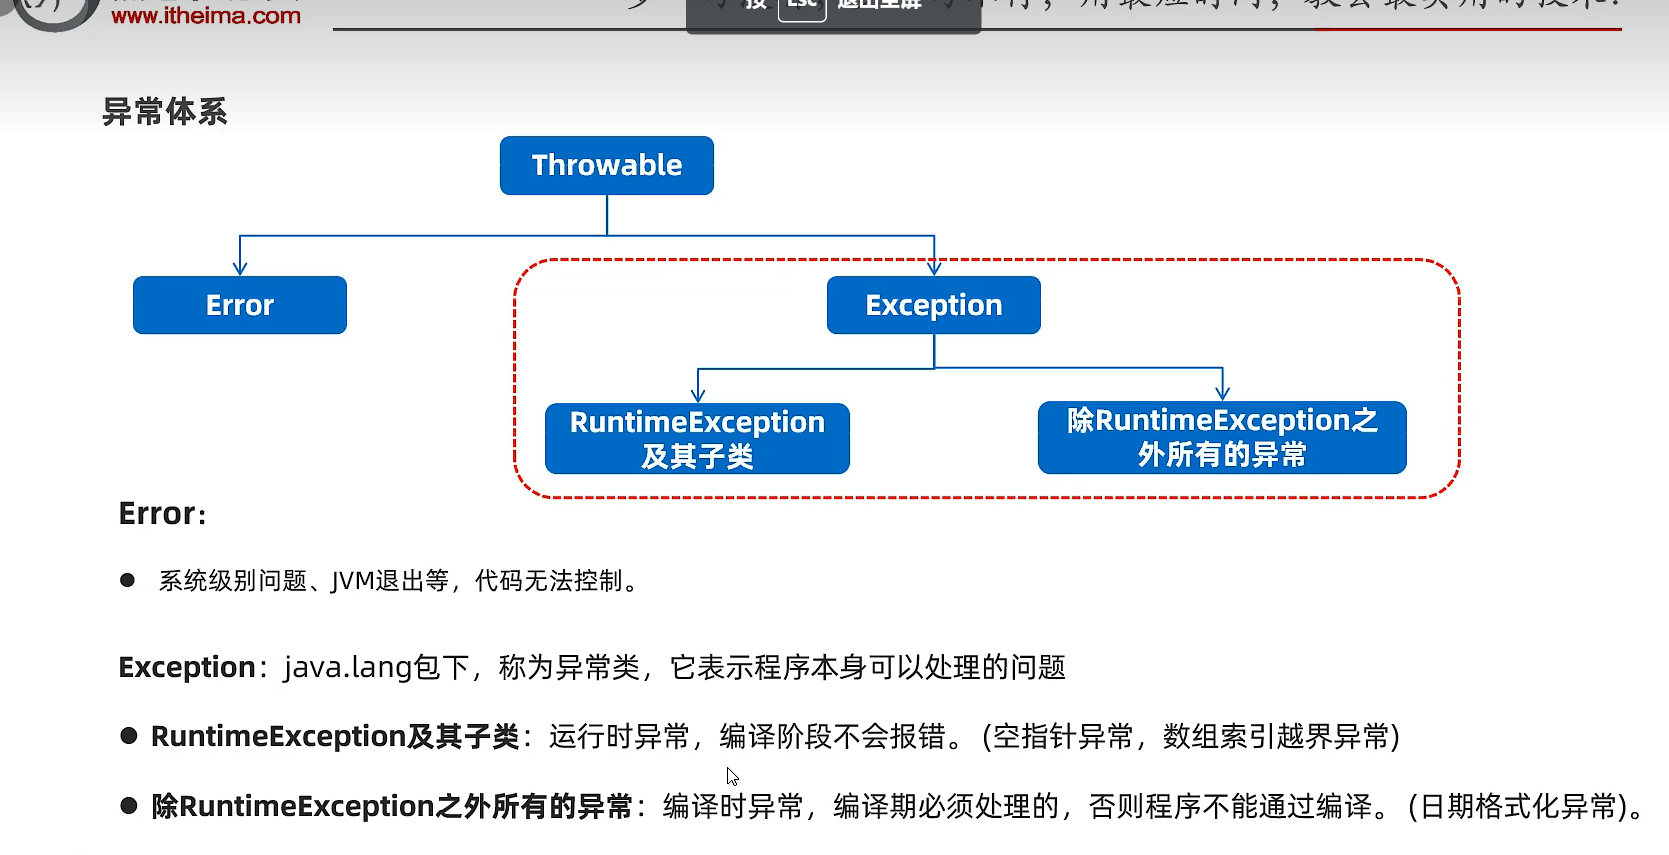 www.itheima.com
按 Esc 退出全屏
异常体系
Throwable
Error
Exception
RuntimeException
及其子类
除RuntimeException之
外所有的异常
Error：
● 系统级别问题、JVM退出等，代码无法控制。
Exception：java.lang包下，称为异常类，它表示程序本身可以处理的问题
● RuntimeException及其子类：运行时异常，编译阶段不会报错。 (空指针异常，数组索引越界异常)
● 除RuntimeException之外所有的异常：编译时异常，编译期必须处理的，否则程序不能通过编译。 (日期格式化异常)。